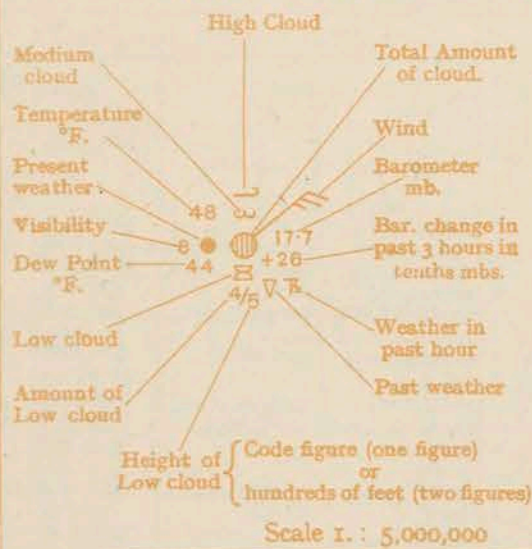 High Cloud
Medium
cloud
Total Amount
of cloud.
Temperature
°F.
Wind
Present
weather
Barometer
mb.
48
Visibility
8
17·7
Bar. change in
past 3 hours in
tenths mbs.
+26
Dew Point
°F.
44
4/5
Low cloud
Weather in
past hour
Amount of
Low cloud
Past weather
Height of
Low cloud
Code figure (one figure)
or
hundreds of feet (two figures)
Scale 1. : 5,000,000